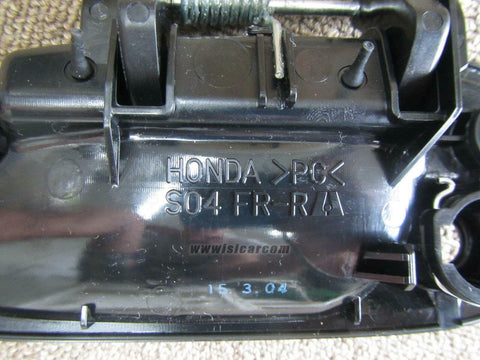 HONDA >PC<
S04 FR-R/A
www.isicar.com
15 3.04